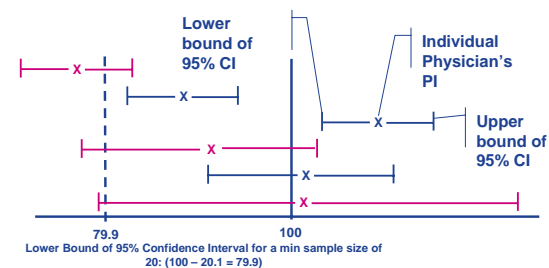 Lower
bound of
95% CI
Individual
Physician's
PI
Upper
bound of
95% CI
X
X
X
X
X
X
79.9
100
Lower Bound of 95% Confidence Interval for a min sample size of
20: (100 – 20.1 = 79.9)